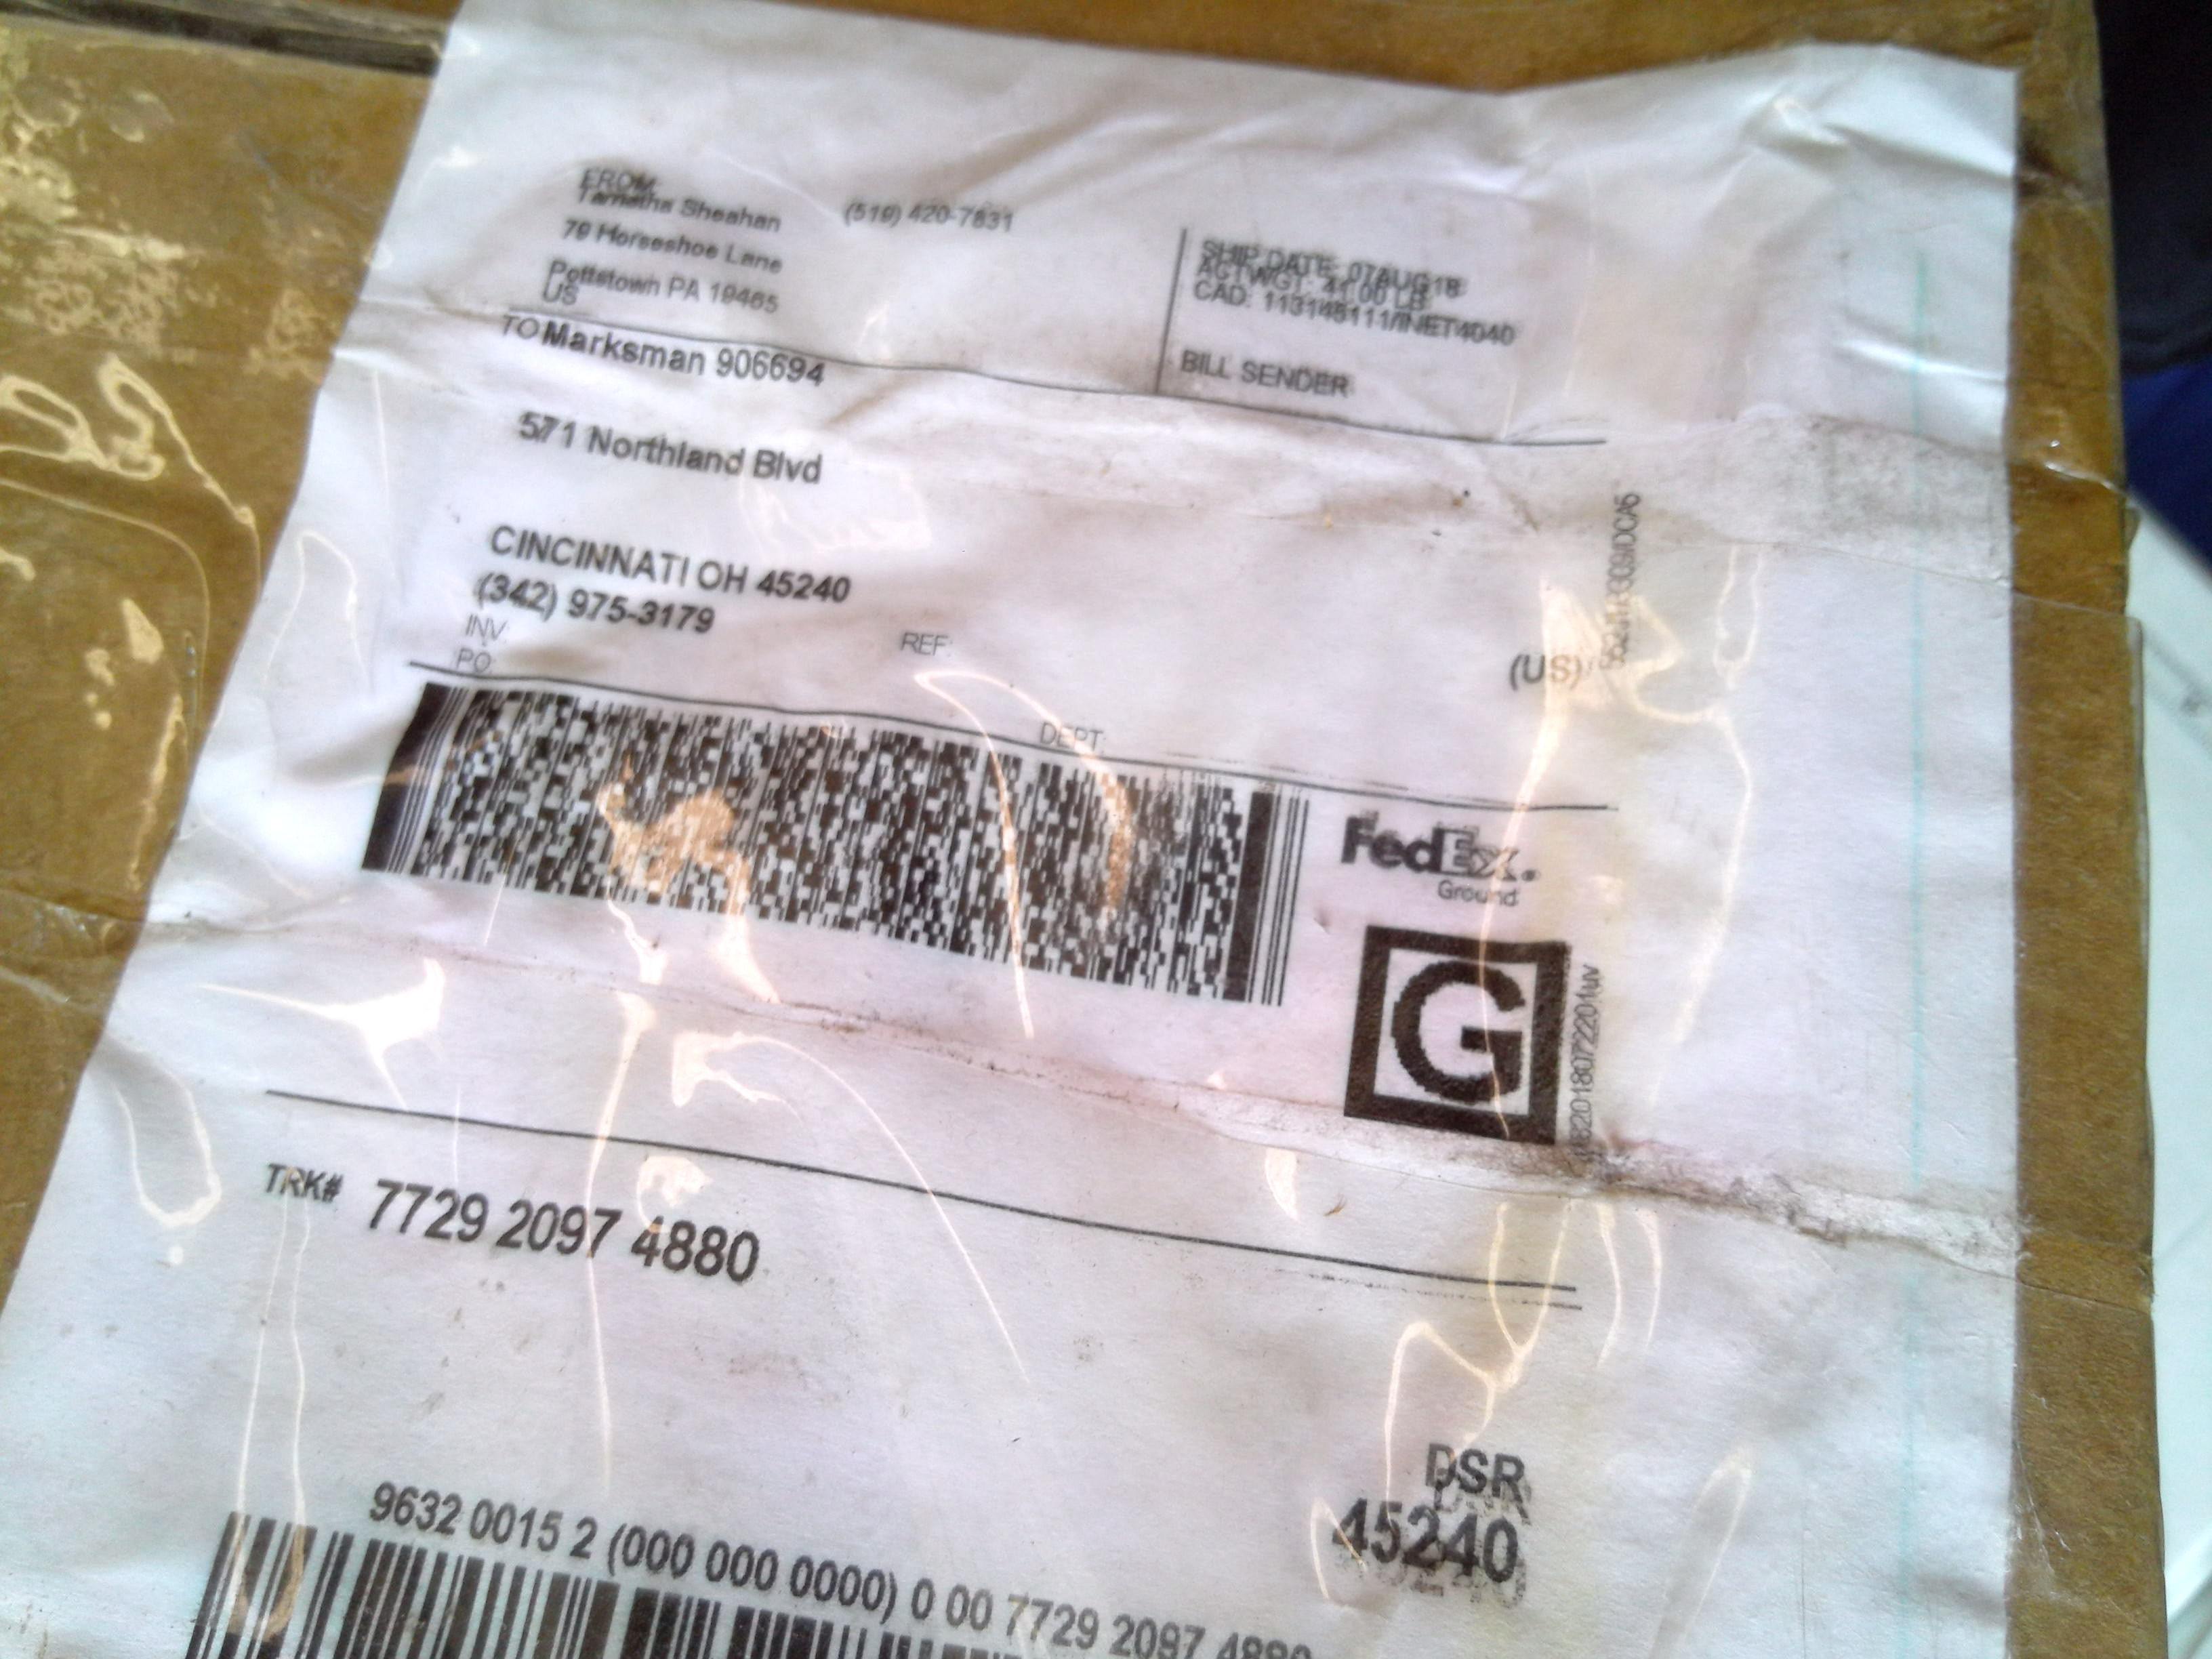 FROM:
Tamatha Sheahan (519) 420-7831
79 Horseshoe Lane
Pottstown PA 19465
US
SHIP DATE: 07AUG18
ACTWGT: 41.00 LB
CAD: 113145111/INET4040
BILL SENDER
TO Marksman 906694
571 Northland Blvd
CINCINNATI OH 45240
(342) 975-3179
INV:
PO:
REF:
DEPT:
(US)
FedEx.
Ground
G
TRK# 7729 2097 4880
DSR
45240
9632 0015 2 (000 000 0000) 0 00 7729 2097 4880